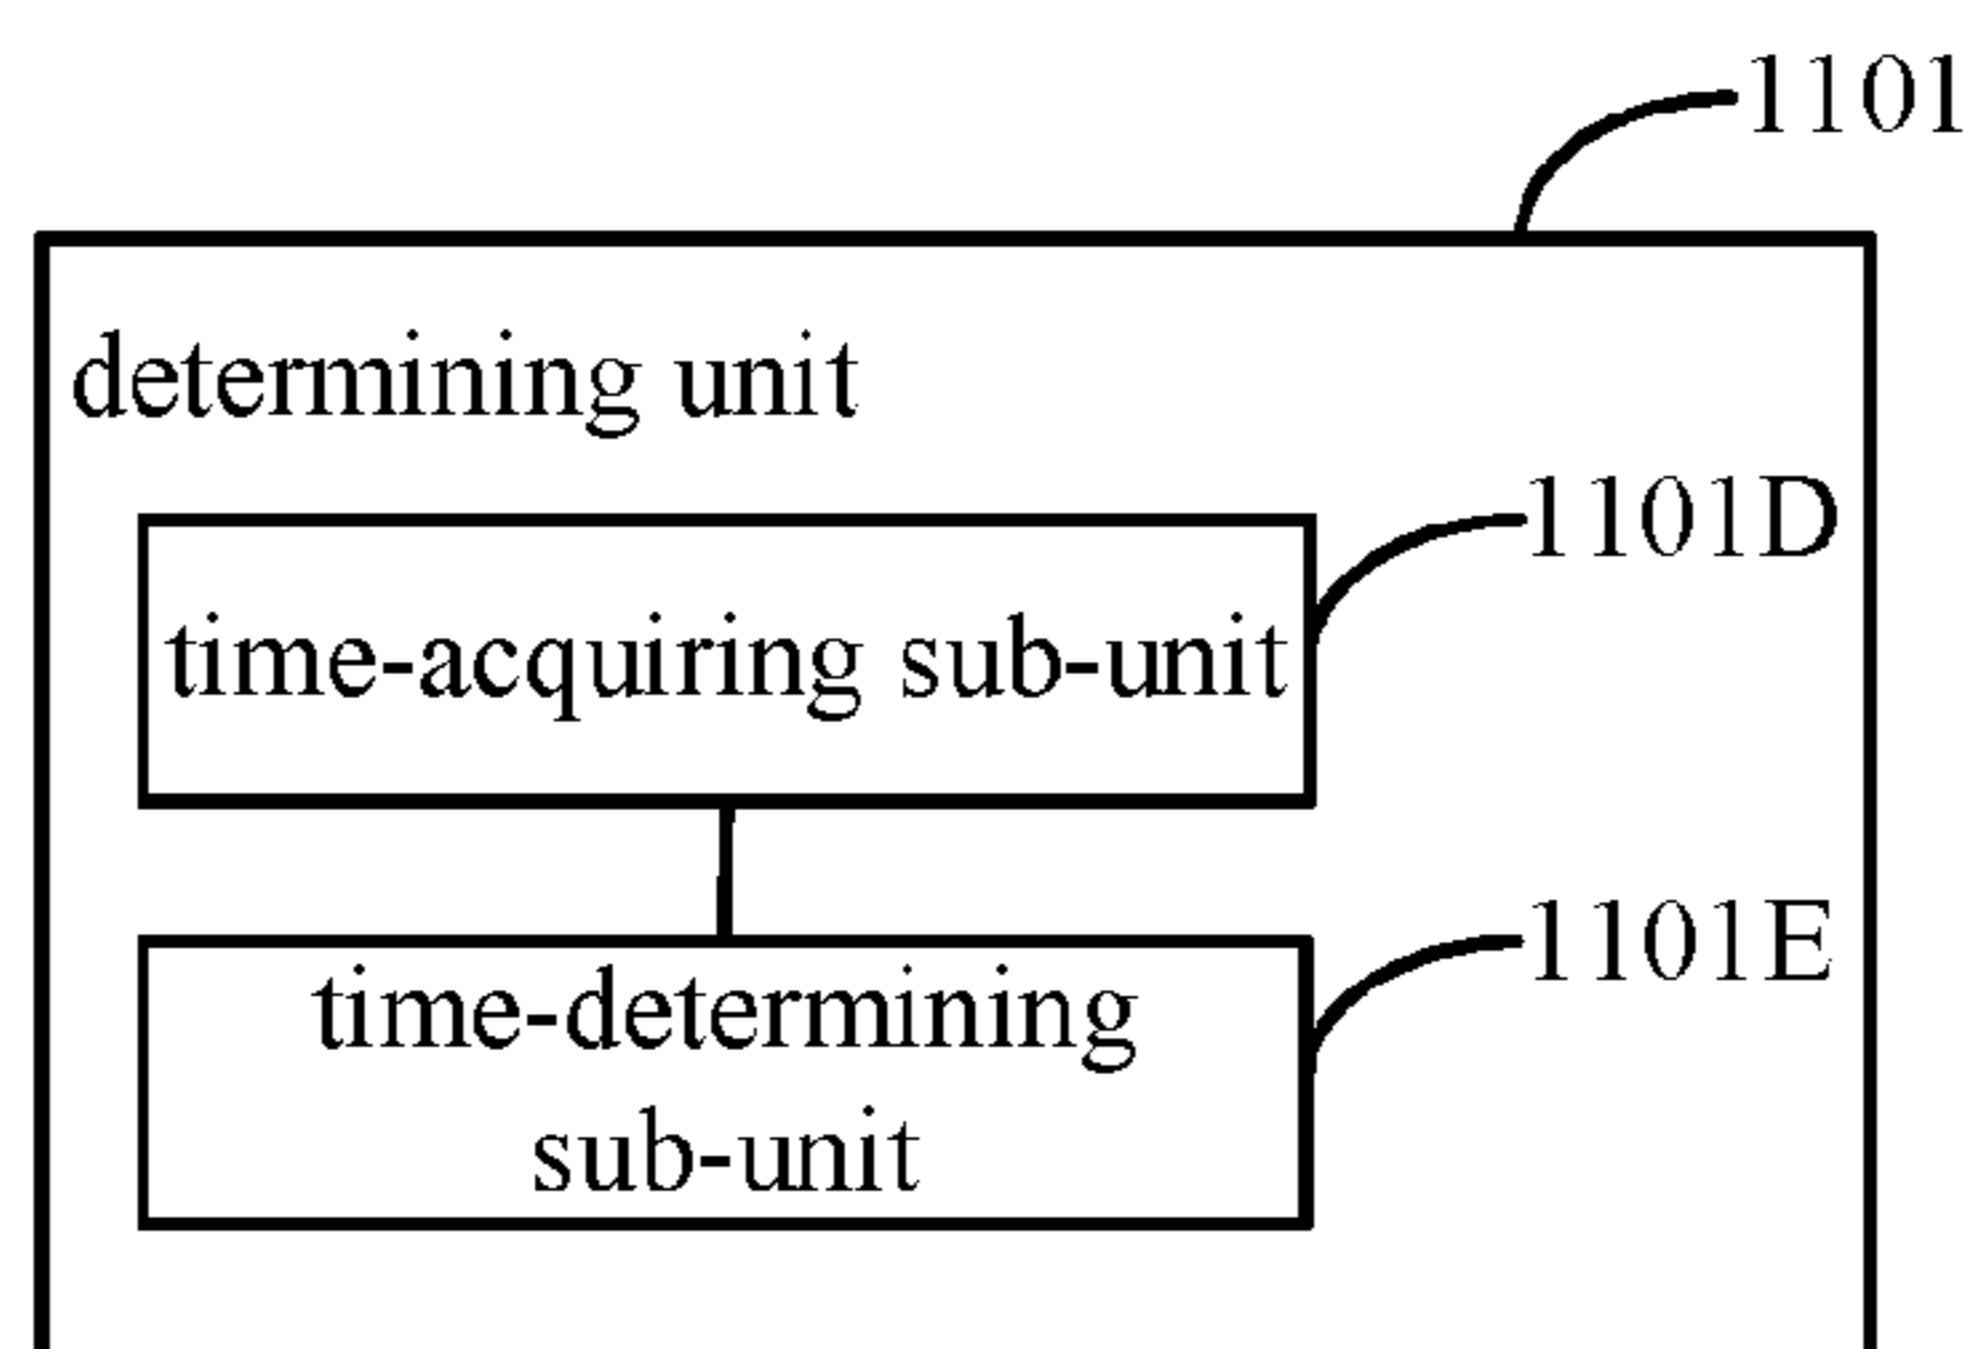 1101
determining unit
1101D
time-acquiring sub-unit
1101E
time-determining
sub-unit